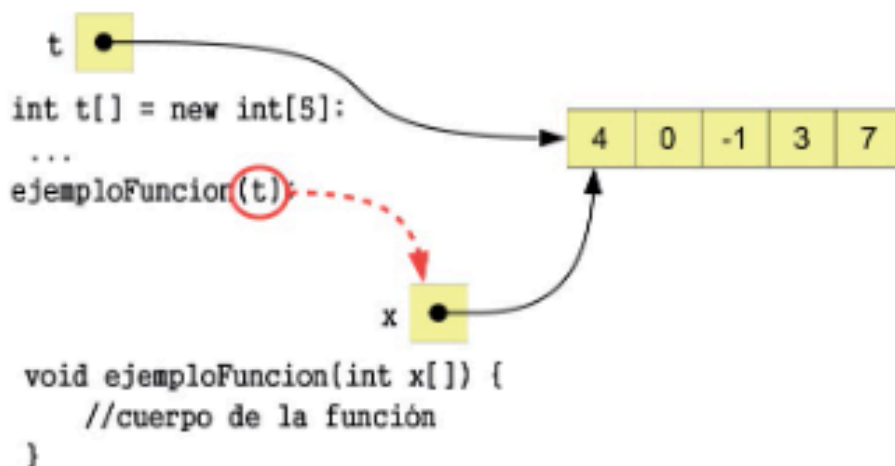 t
int t[] = new int[5]:
4 0 -1 3 7
...
ejemploFuncion(t);
x
void ejemploFuncion(int x[]) {
//cuerpo de la función
}